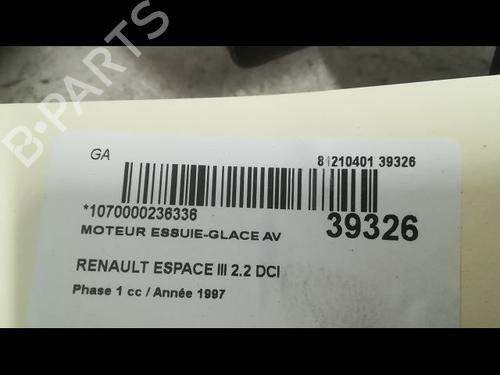 B-PARTS
GA
81210401 39326
*1070000236336
39326
MOTEUR ESSUIE-GLACE AV
RENAULT ESPACE III 2.2 DCI
Phase 1 cc / Année 1997